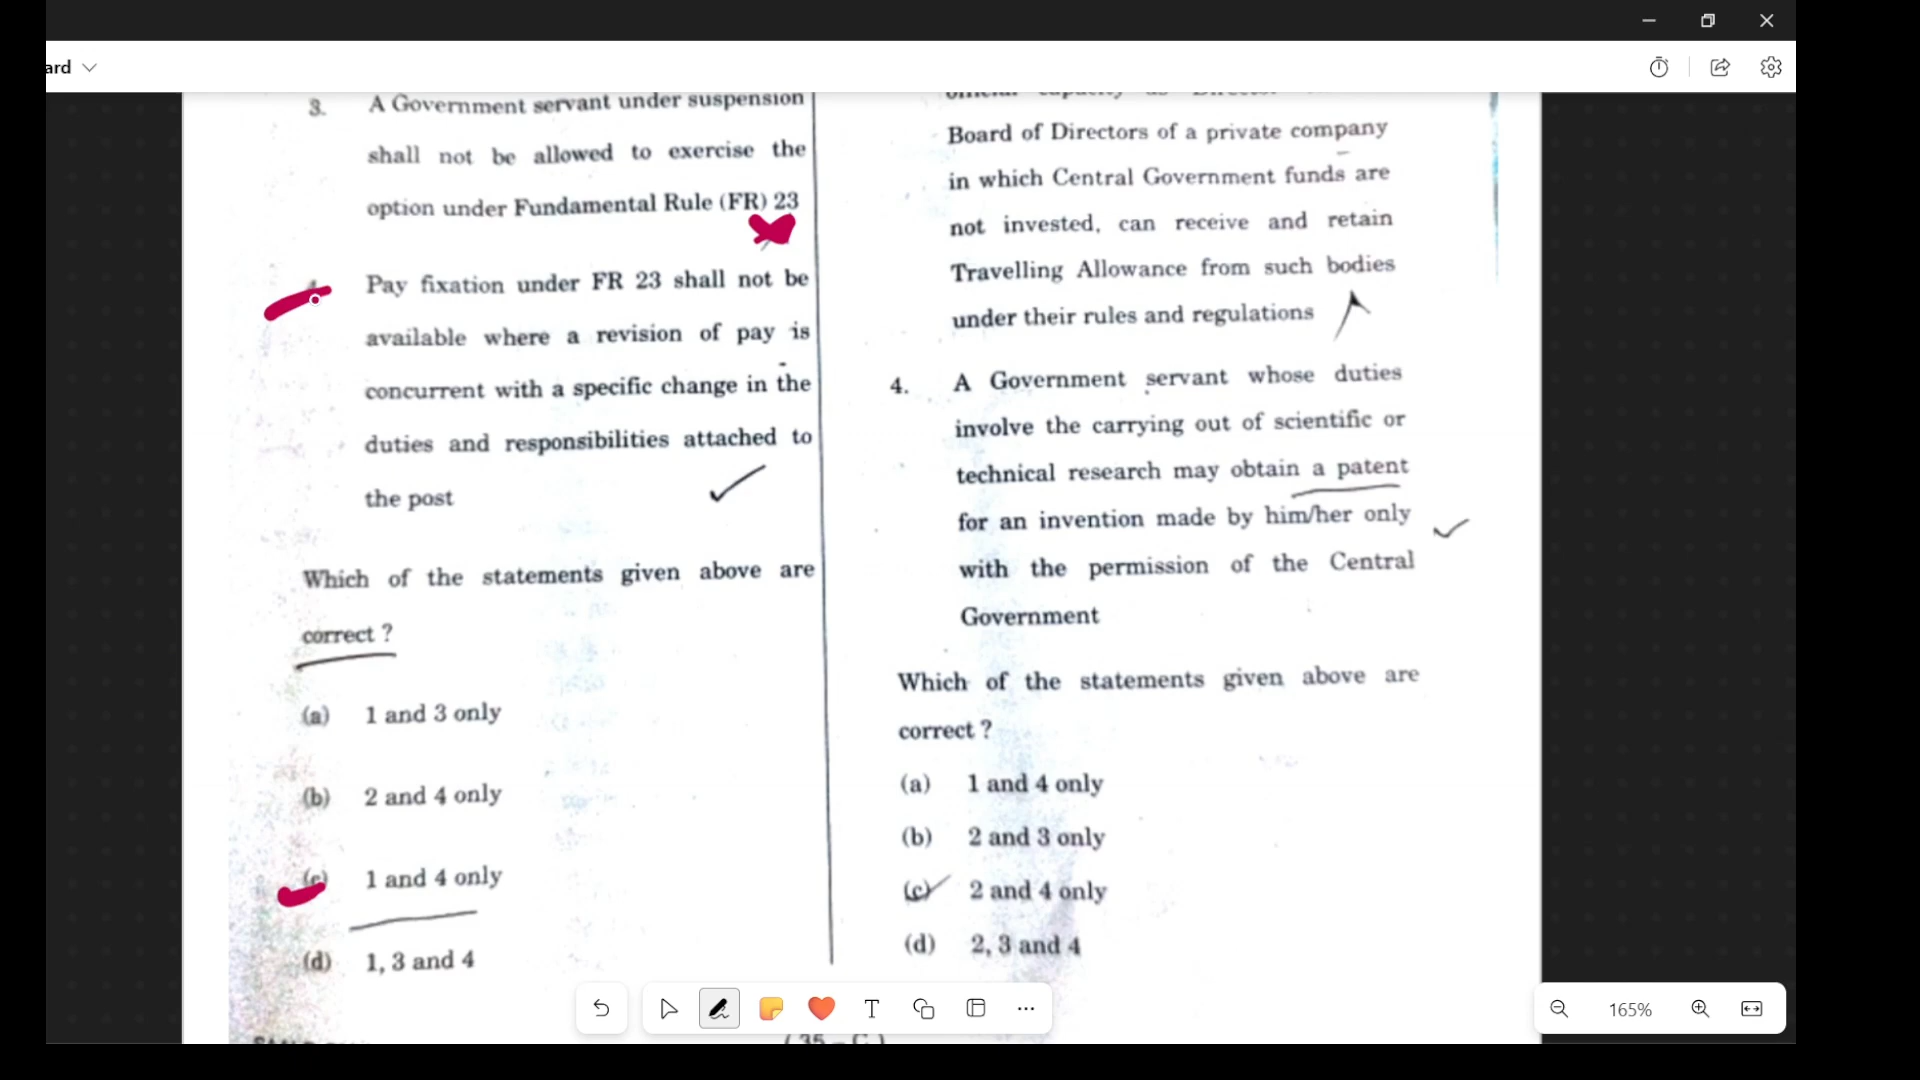 ard
3. A Government servant under suspension
shall not be allowed to exercise the
option under Fundamental Rule (FR) 23
Pay fixation under FR 23 shall not be
available where a revision of pay is
concurrent with a specific change in the
duties and responsibilities attached to
the post
Which of the statements given above are
correct ?
(a) 1 and 3 only
(b) 2 and 4 only
(c) 1 and 4 only
(d) 1, 3 and 4
Board of Directors of a private company
in which Central Government funds are
not invested, can receive and retain
Travelling Allowance from such bodies
under their rules and regulations
4. A Government servant whose duties
involve the carrying out of scientific or
technical research may obtain a patent
for an invention made by him/her only
with the permission of the Central
Government
Which of the statements given above are
correct ?
(a) 1 and 4 only
(b) 2 and 3 only
(c) 2 and 4 only
(d) 2, 3 and 4
( 35 – C )
165%